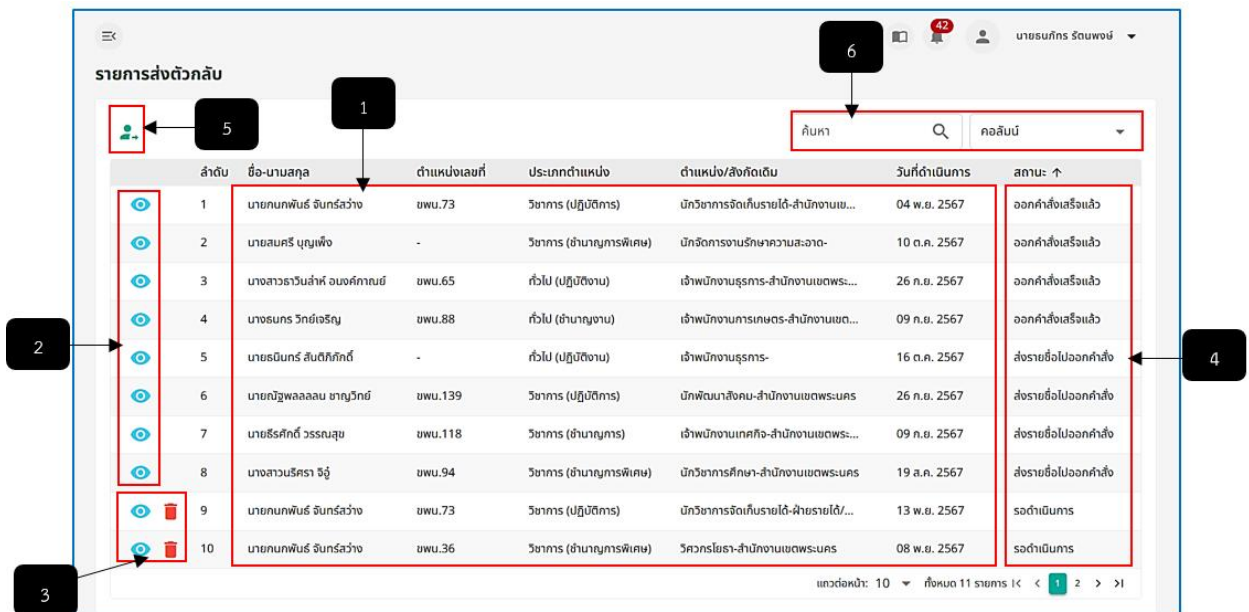 42
นายธนภัทร รัตนพงษ์
6
รายการส่งตัวกลับ
1
5
ค้นหา
คอลัมน์
ลำดับ ชื่อ-นามสกุล ตำแหน่งเลขที่ ประเภทตำแหน่ง ตำแหน่ง/สังกัดเดิม วันที่ดำเนินการ สถานะ ↑
1 นายกนกพันธ์ จันทร์สว่าง ขพน.73 วิชาการ (ปฏิบัติการ) นักวิชาการจัดเก็บรายได้-สำนักงานเข... 04 พ.ย. 2567 ออกคำสั่งเสร็จแล้ว
2 นายสมศรี บุญเพ็ง - วิชาการ (ชำนาญการพิเศษ) นักจัดการงานรักษาความสะอาด- 10 ต.ค. 2567 ออกคำสั่งเสร็จแล้ว
3 นางสาวธาวินส่าห์ อนงค์กาณย์ ขพน.65 ทั่วไป (ปฏิบัติงาน) เจ้าพนักงานธุรการ-สำนักงานเขตพระ... 26 ก.ย. 2567 ออกคำสั่งเสร็จแล้ว
4 นางธนกร วิทย์เจริญ ขพน.88 ทั่วไป (ชำนาญงาน) เจ้าพนักงานการเกษตร-สำนักงานเขต... 09 ก.ย. 2567 ออกคำสั่งเสร็จแล้ว
2
5 นายธนินทร์ สันติภิภักดิ์ - ทั่วไป (ปฏิบัติงาน) เจ้าพนักงานธุรการ- 16 ต.ค. 2567 ส่งรายชื่อไปออกคำสั่ง
4
6 นายณัฐพลลลลลน ชาญวิทย์ ขพน.139 วิชาการ (ปฏิบัติการ) นักพัฒนาสังคม-สำนักงานเขตพระนคร 26 ก.ย. 2567 ส่งรายชื่อไปออกคำสั่ง
7 นายธีรศักดิ์ วรรณสุข ขพน.118 วิชาการ (ชำนาญการ) เจ้าพนักงานเทศกิจ-สำนักงานเขตพระ... 09 ก.ย. 2567 ส่งรายชื่อไปออกคำสั่ง
8 นางสาวนริศรา จิอู๋ ขพน.94 วิชาการ (ชำนาญการพิเศษ) นักวิชาการศึกษา-สำนักงานเขตพระนคร 19 ส.ค. 2567 ส่งรายชื่อไปออกคำสั่ง
9 นายกนกพันธ์ จันทร์สว่าง ขพน.73 วิชาการ (ปฏิบัติการ) นักวิชาการจัดเก็บรายได้-ฝ่ายรายได้/... 13 พ.ย. 2567 รอดำเนินการ
10 นายกนกพันธ์ จันทร์สว่าง ขพน.36 วิชาการ (ชำนาญการพิเศษ) วิศวกรโยธา-สำนักงานเขตพระนคร 08 พ.ย. 2567 รอดำเนินการ
3
แถวต่อหน้า: 10 ทั้งหมด 11 รายการ 1 2